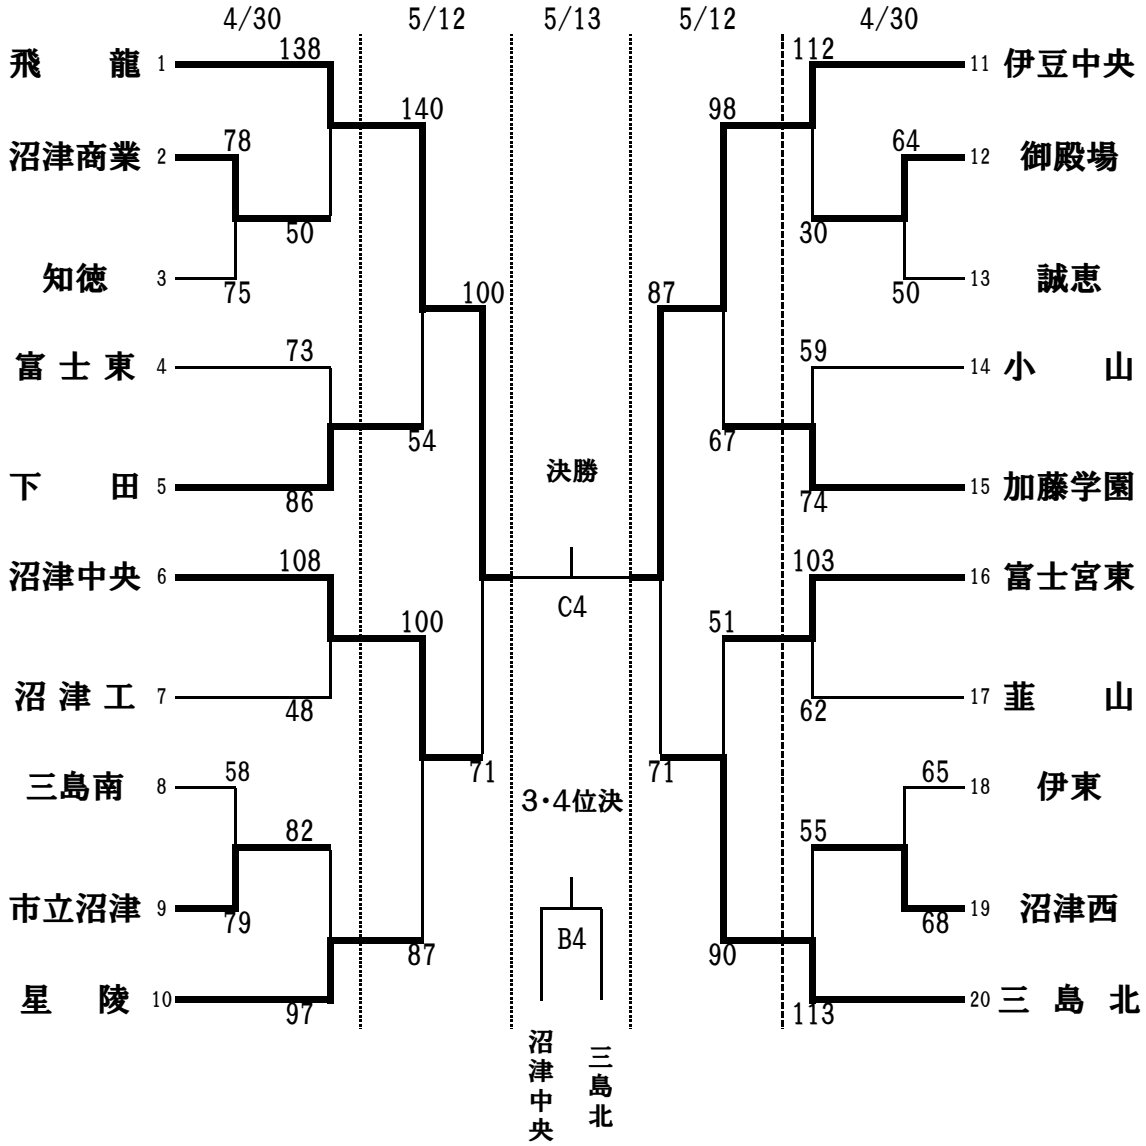 4/30 5/12 5/13 5/12 4/30
138 112
飛 龍 1 11 伊豆中央
140 98
78 64
沼津商業 2 12 御殿場
50 30
知徳 3 13 誠恵
75 100 87 50
73 59
富士東 4 14 小 山
54 67
決勝
下 田 5 15 加藤学園
86 74
108 103
沼津中央 6 16 富士宮東
C4
100 51
沼津工 7 17 韮 山
48 62
58 71 71 65
三島南 8 18 伊東
3・4位決
82 55
市立沼津 9 19 沼津西
79 68
B4
87 90
星 陵 10 20 三島北
97 113
沼津中央
三島北